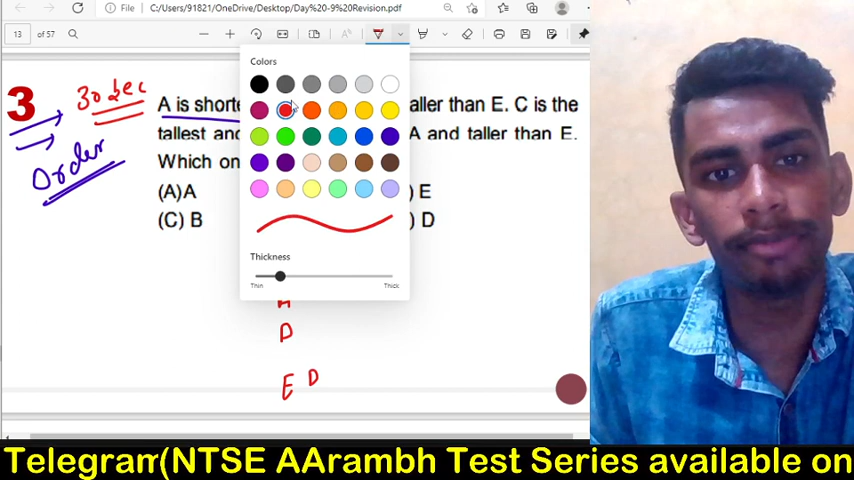 File | C:/Users/91821/OneDrive/Desktop/Day%20-9%20Revision.pdf
13 of 57
Colors
3 30 sec
A is shorte aller than E. C is the
tallest and A and taller than E.
Order
Which on
(A)A ) E
(C) B ) D
Thickness
Thin Thick
A
D
E D
Telegram(NTSE AArambh Test Series available on